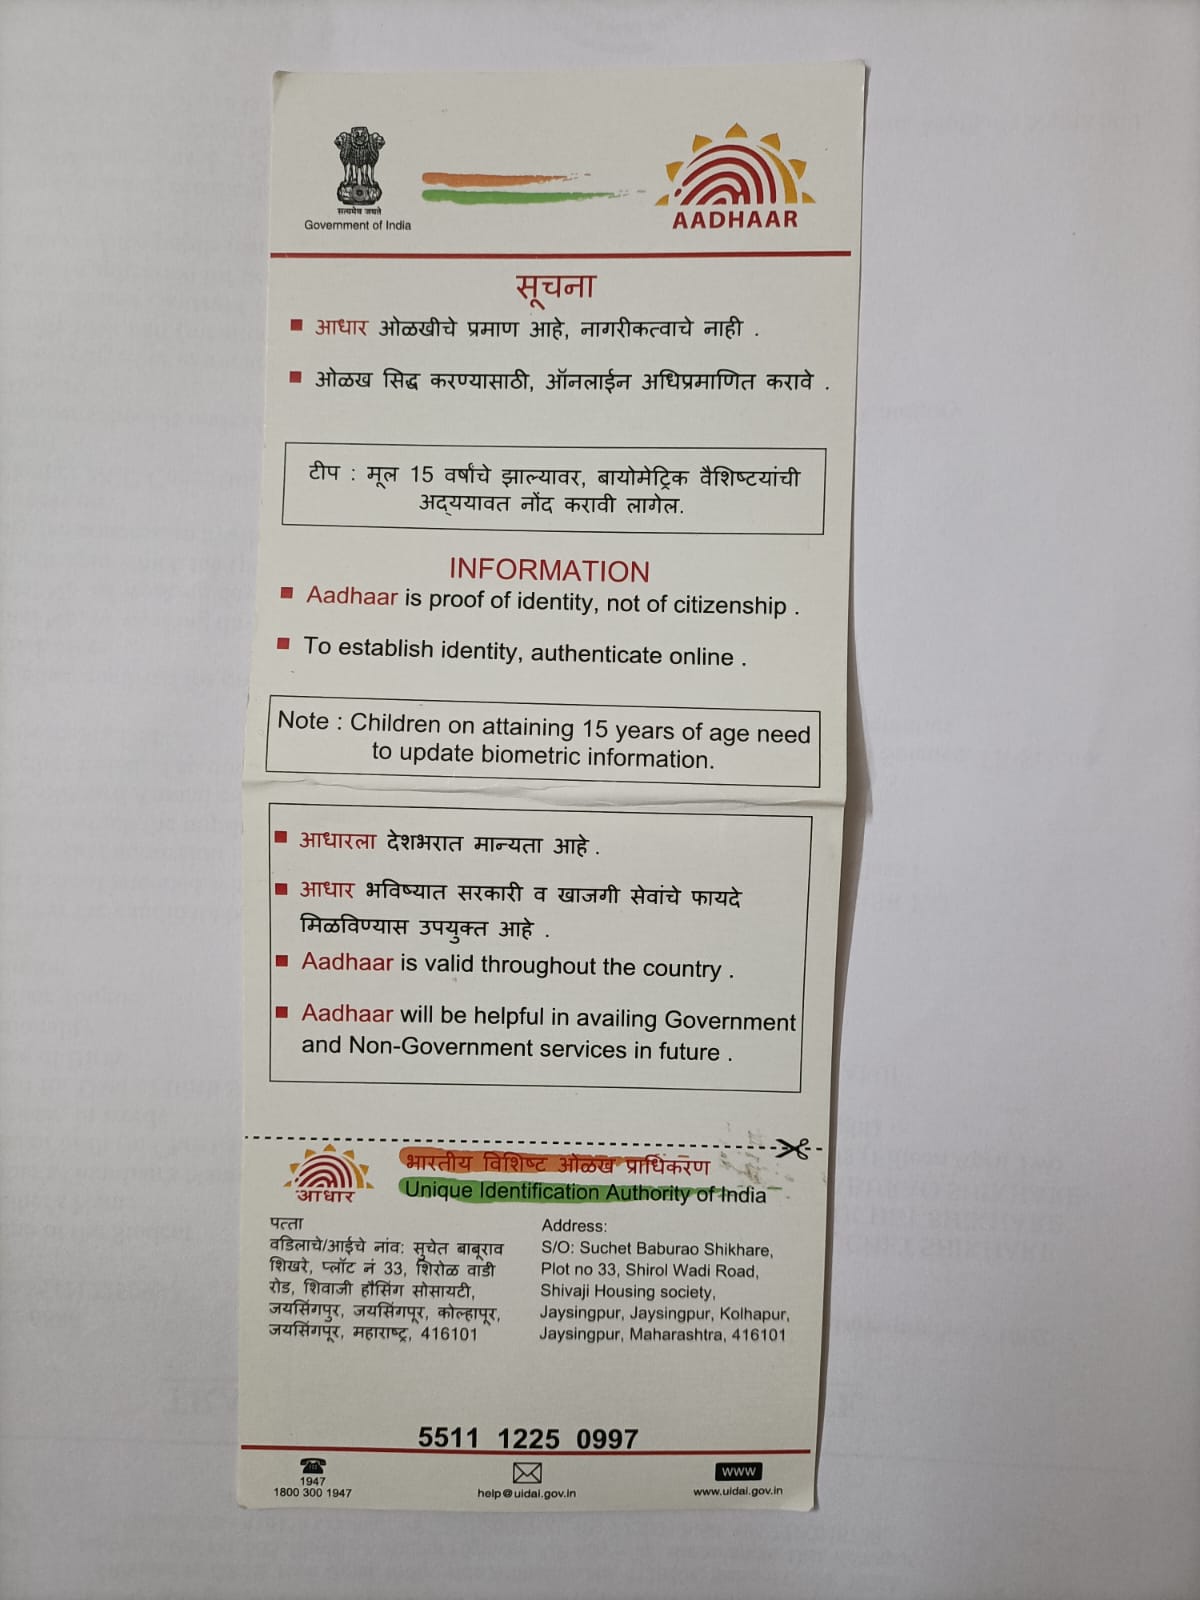 सत्यमेव जयते
Government of India
AADHAAR
सूचना
आधार ओळखीचे प्रमाण आहे, नागरीकत्वाचे नाही .
ओळख सिद्ध करण्यासाठी, ऑनलाईन अधिप्रमाणित करावे .
टीप : मूल 15 वर्षांचे झाल्यावर, बायोमेट्रिक वैशिष्टयांची
अद्ययावत नोंद करावी लागेल.
INFORMATION
Aadhaar is proof of identity, not of citizenship .
To establish identity, authenticate online .
Note : Children on attaining 15 years of age need
to update biometric information.
आधारला देशभरात मान्यता आहे .
आधार भविष्यात सरकारी व खाजगी सेवांचे फायदे
मिळविण्यास उपयुक्त आहे .
Aadhaar is valid throughout the country .
Aadhaar will be helpful in availing Government
and Non-Government services in future .
आधार
भारतीय विशिष्ट ओळख प्राधिकरण
Unique Identification Authority of India
पत्ता
वडिलाचे/आईचे नांव: सुचेत बाबूराव
शिखरे, प्लॉट नं 33, शिरोळ वाडी
रोड, शिवाजी हौसिंग सोसायटी,
जयसिंगपुर, जयसिंगपूर, कोल्हापूर,
जयसिंगपूर, महाराष्ट्र, 416101
Address:
S/O: Suchet Baburao Shikhare,
Plot no 33, Shirol Wadi Road,
Shivaji Housing society,
Jaysingpur, Jaysingpur, Kolhapur,
Jaysingpur, Maharashtra, 416101
5511 1225 0997
1947
1800 300 1947
help@uidai.gov.in
www
www.uidai.gov.in